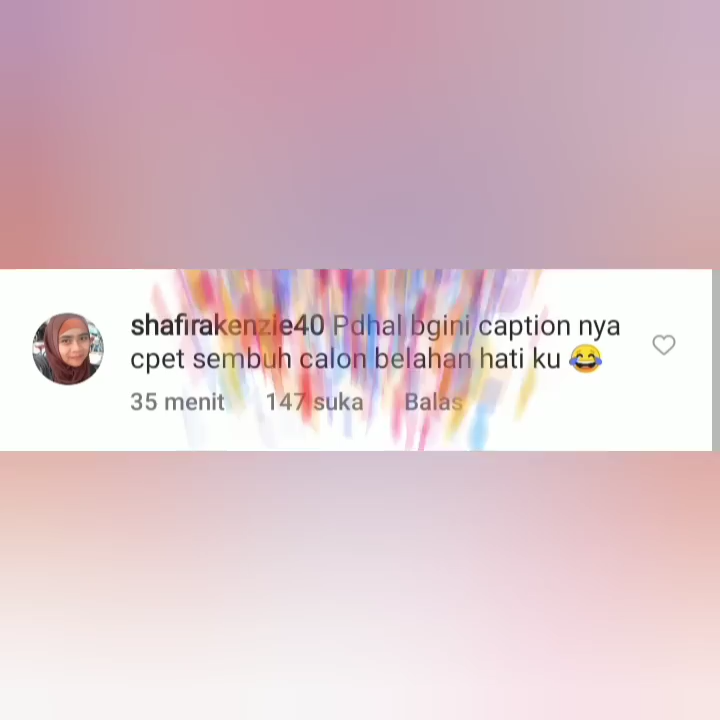 shafirakenzie40 Pdhal bgini caption nya
cpet sembuh calon belahan hati ku 😂
35 menit 147 suka Balas